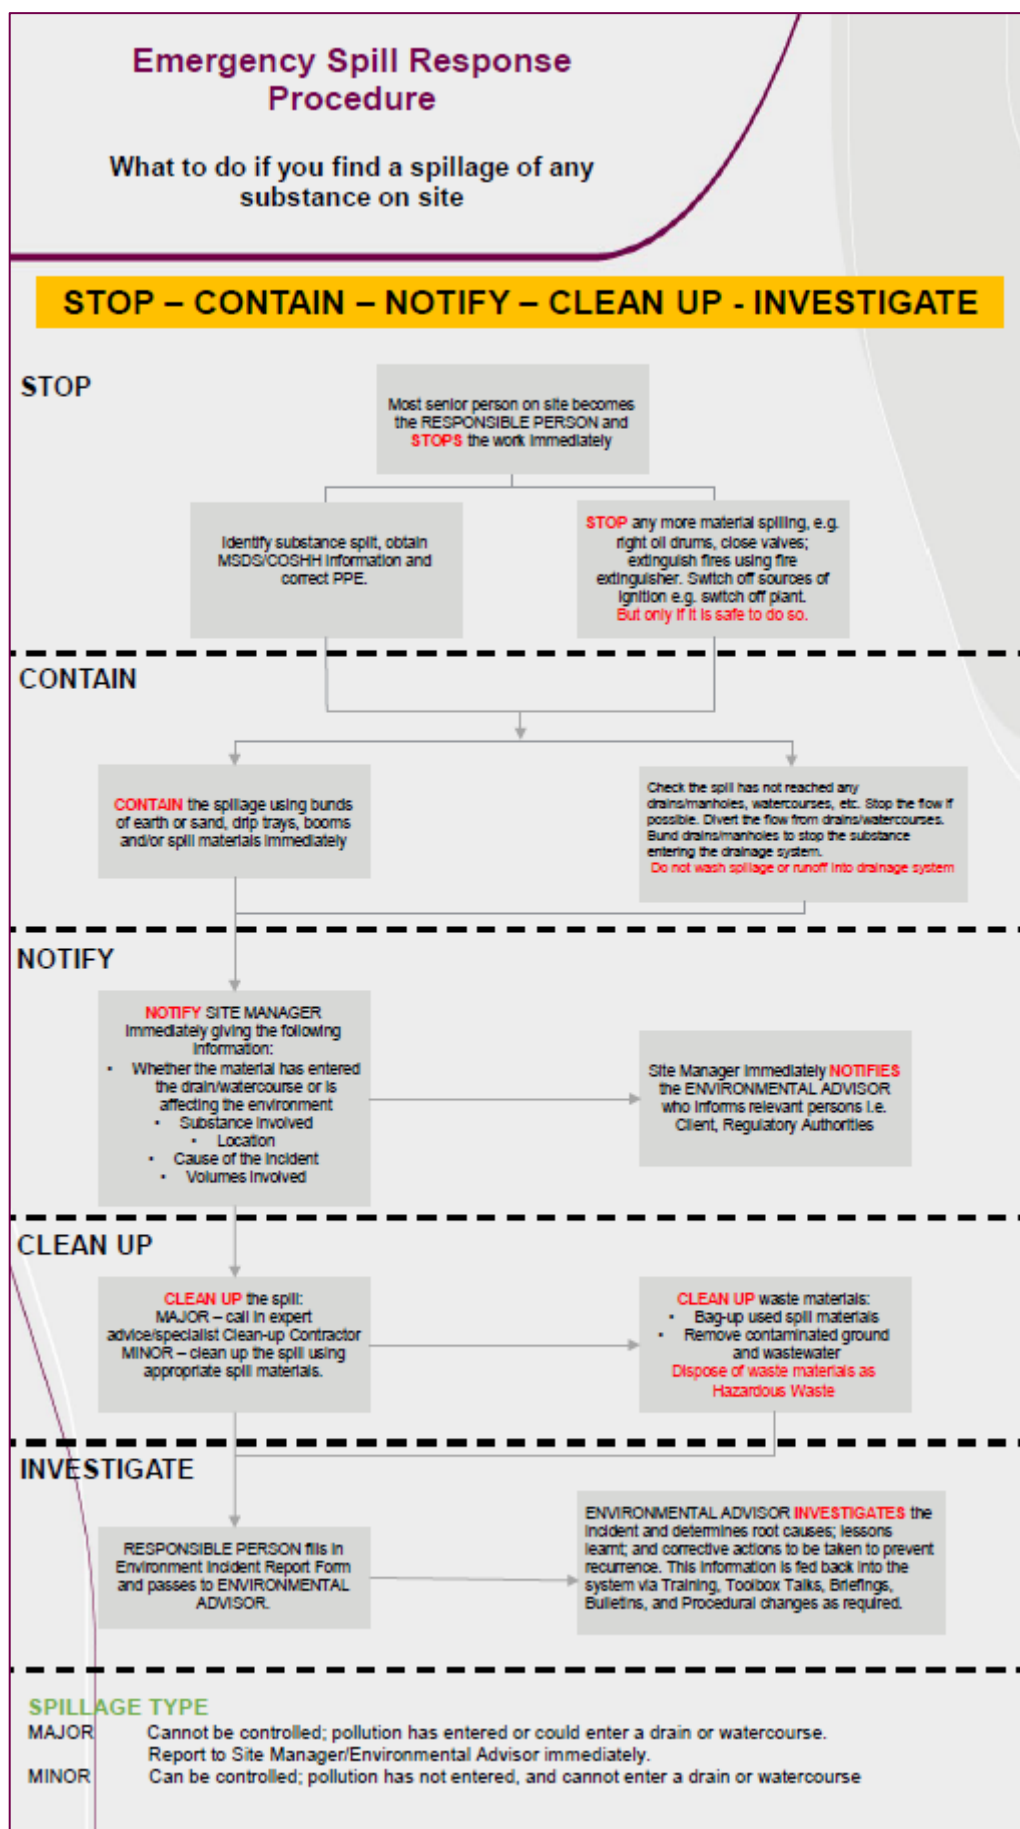 Emergency Spill Response
Procedure
What to do if you find a spillage of any
substance on site
STOP – CONTAIN – NOTIFY – CLEAN UP - INVESTIGATE
STOP
Most senior person on site becomes
the RESPONSIBLE PERSON and
STOPS the work immediately
Identify substance split, obtain
MSDS/COSHH information and
correct PPE.
STOP any more material spilling, e.g.
right oil drums, close valves;
extinguish fires using fire
extinguisher. Switch off sources of
ignition e.g. switch off plant.
But only if it is safe to do so.
CONTAIN
CONTAIN the spillage using bunds
of earth or sand, drip trays, booms
and/or spill materials immediately
Check the spill has not reached any
drains/manholes, watercourses, etc. Stop the flow if
possible. Divert the flow from drains/watercourses.
Bund drains/manholes to stop the substance
entering the drainage system.
Do not wash spillage or runoff into drainage system
NOTIFY
NOTIFY SITE MANAGER
immediately giving the following
information:
• Whether the material has entered
the drain/watercourse or is
affecting the environment
• Substance involved
• Location
• Cause of the incident
• Volumes involved
Site Manager immediately NOTIFIES
the ENVIRONMENTAL ADVISOR
who informs relevant persons i.e.
Client, Regulatory Authorities
CLEAN UP
CLEAN UP the spill:
MAJOR – call in expert
advice/specialist Clean-up Contractor
MINOR – clean up the spill using
appropriate spill materials.
CLEAN UP waste materials:
• Bag-up used spill materials
• Remove contaminated ground
and wastewater
Dispose of waste materials as
Hazardous Waste
INVESTIGATE
RESPONSIBLE PERSON fills in
Environment Incident Report Form
and passes to ENVIRONMENTAL
ADVISOR.
ENVIRONMENTAL ADVISOR INVESTIGATES the
incident and determines root causes; lessons
learnt; and corrective actions to be taken to prevent
recurrence. This information is fed back into the
system via Training, Toolbox Talks, Briefings,
Bulletins, and Procedural changes as required.
SPILLAGE TYPE
MAJOR Cannot be controlled; pollution has entered or could enter a drain or watercourse.
Report to Site Manager/Environmental Advisor immediately.
MINOR Can be controlled; pollution has not entered, and cannot enter a drain or watercourse